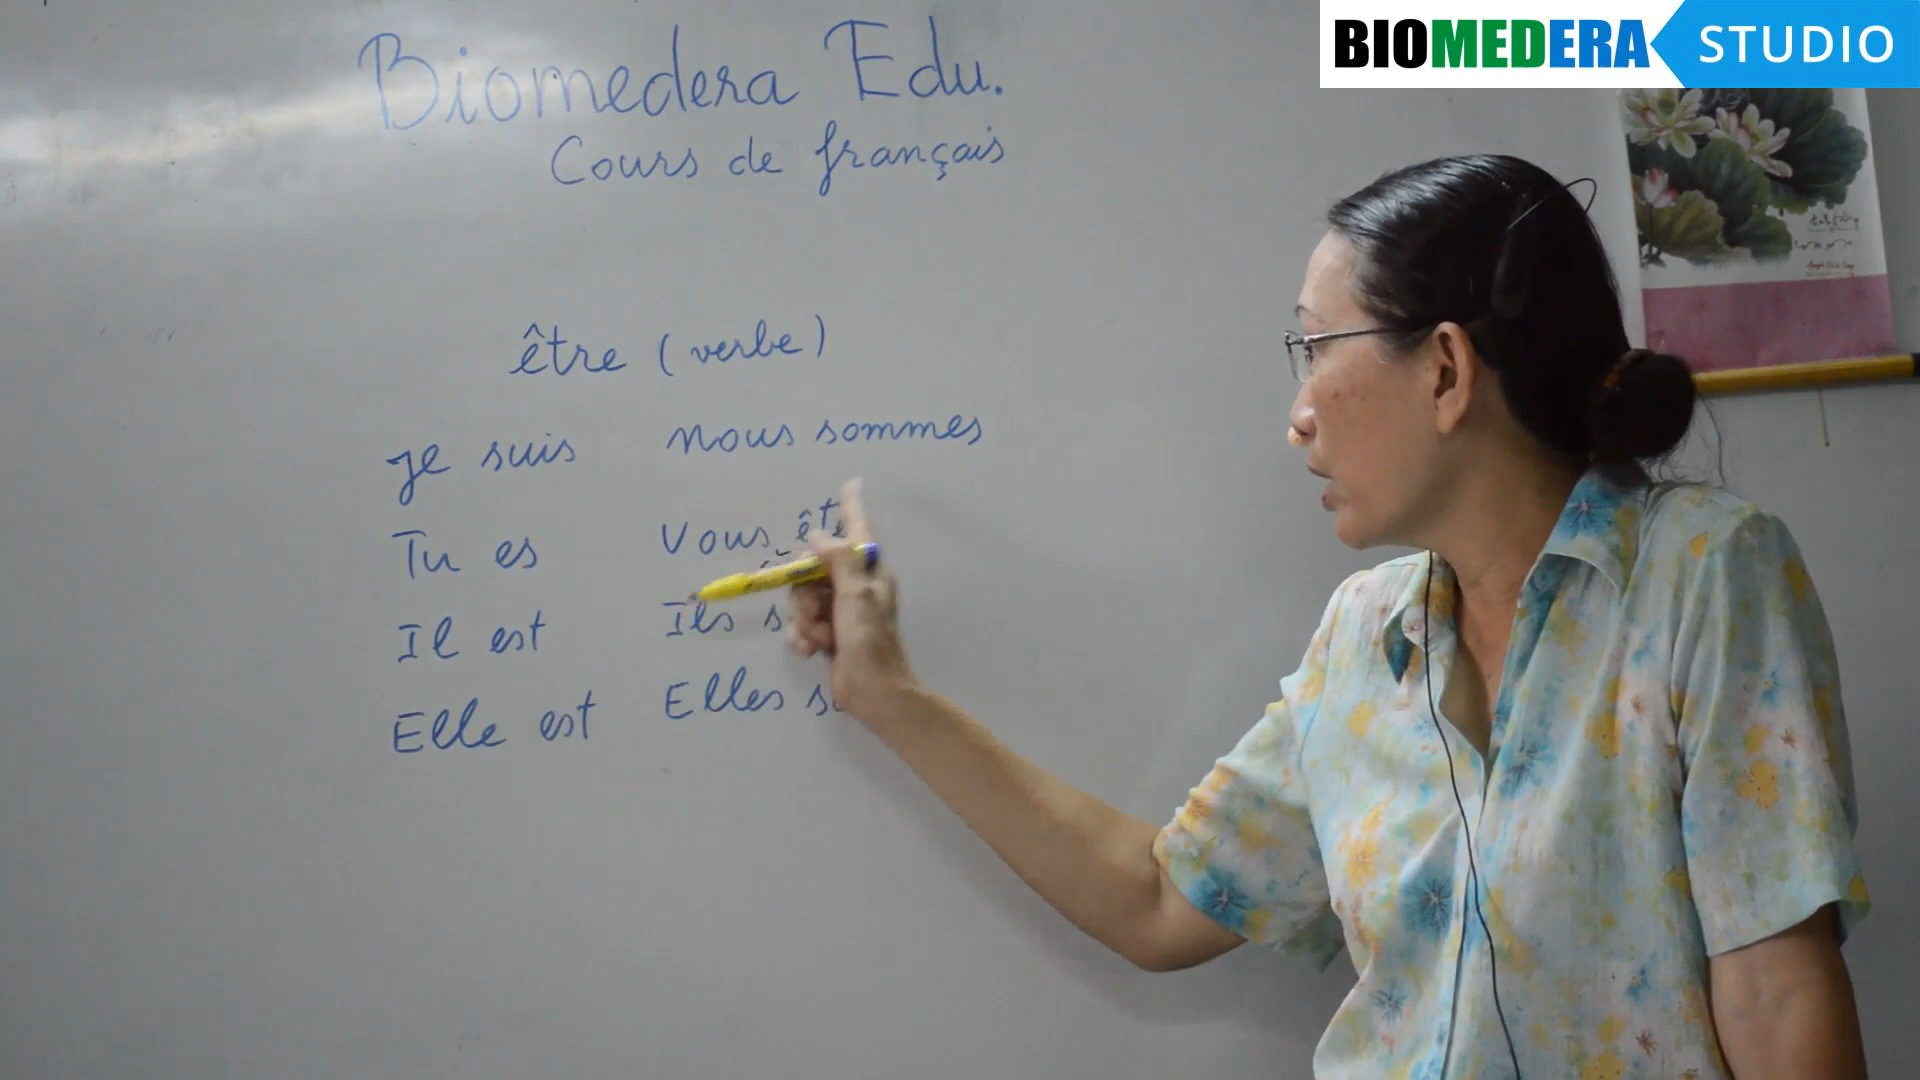 BIOMEDERA STUDIO
Biomedera Edu.
Cours de français
être (verbe)
je suis nous sommes
Tu es Vous
Il est Ils
Elle est Elles